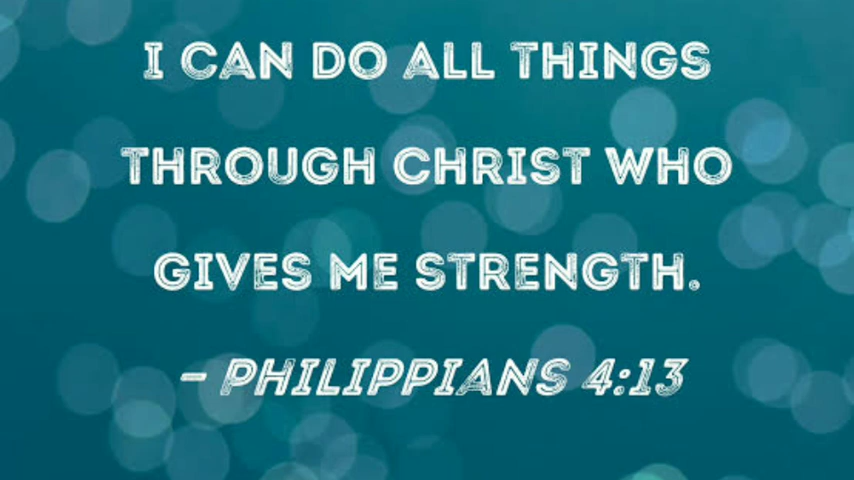 I CAN DO ALL THINGS
THROUGH CHRIST WHO
GIVES ME STRENGTH.
– PHILIPPIANS 4:13